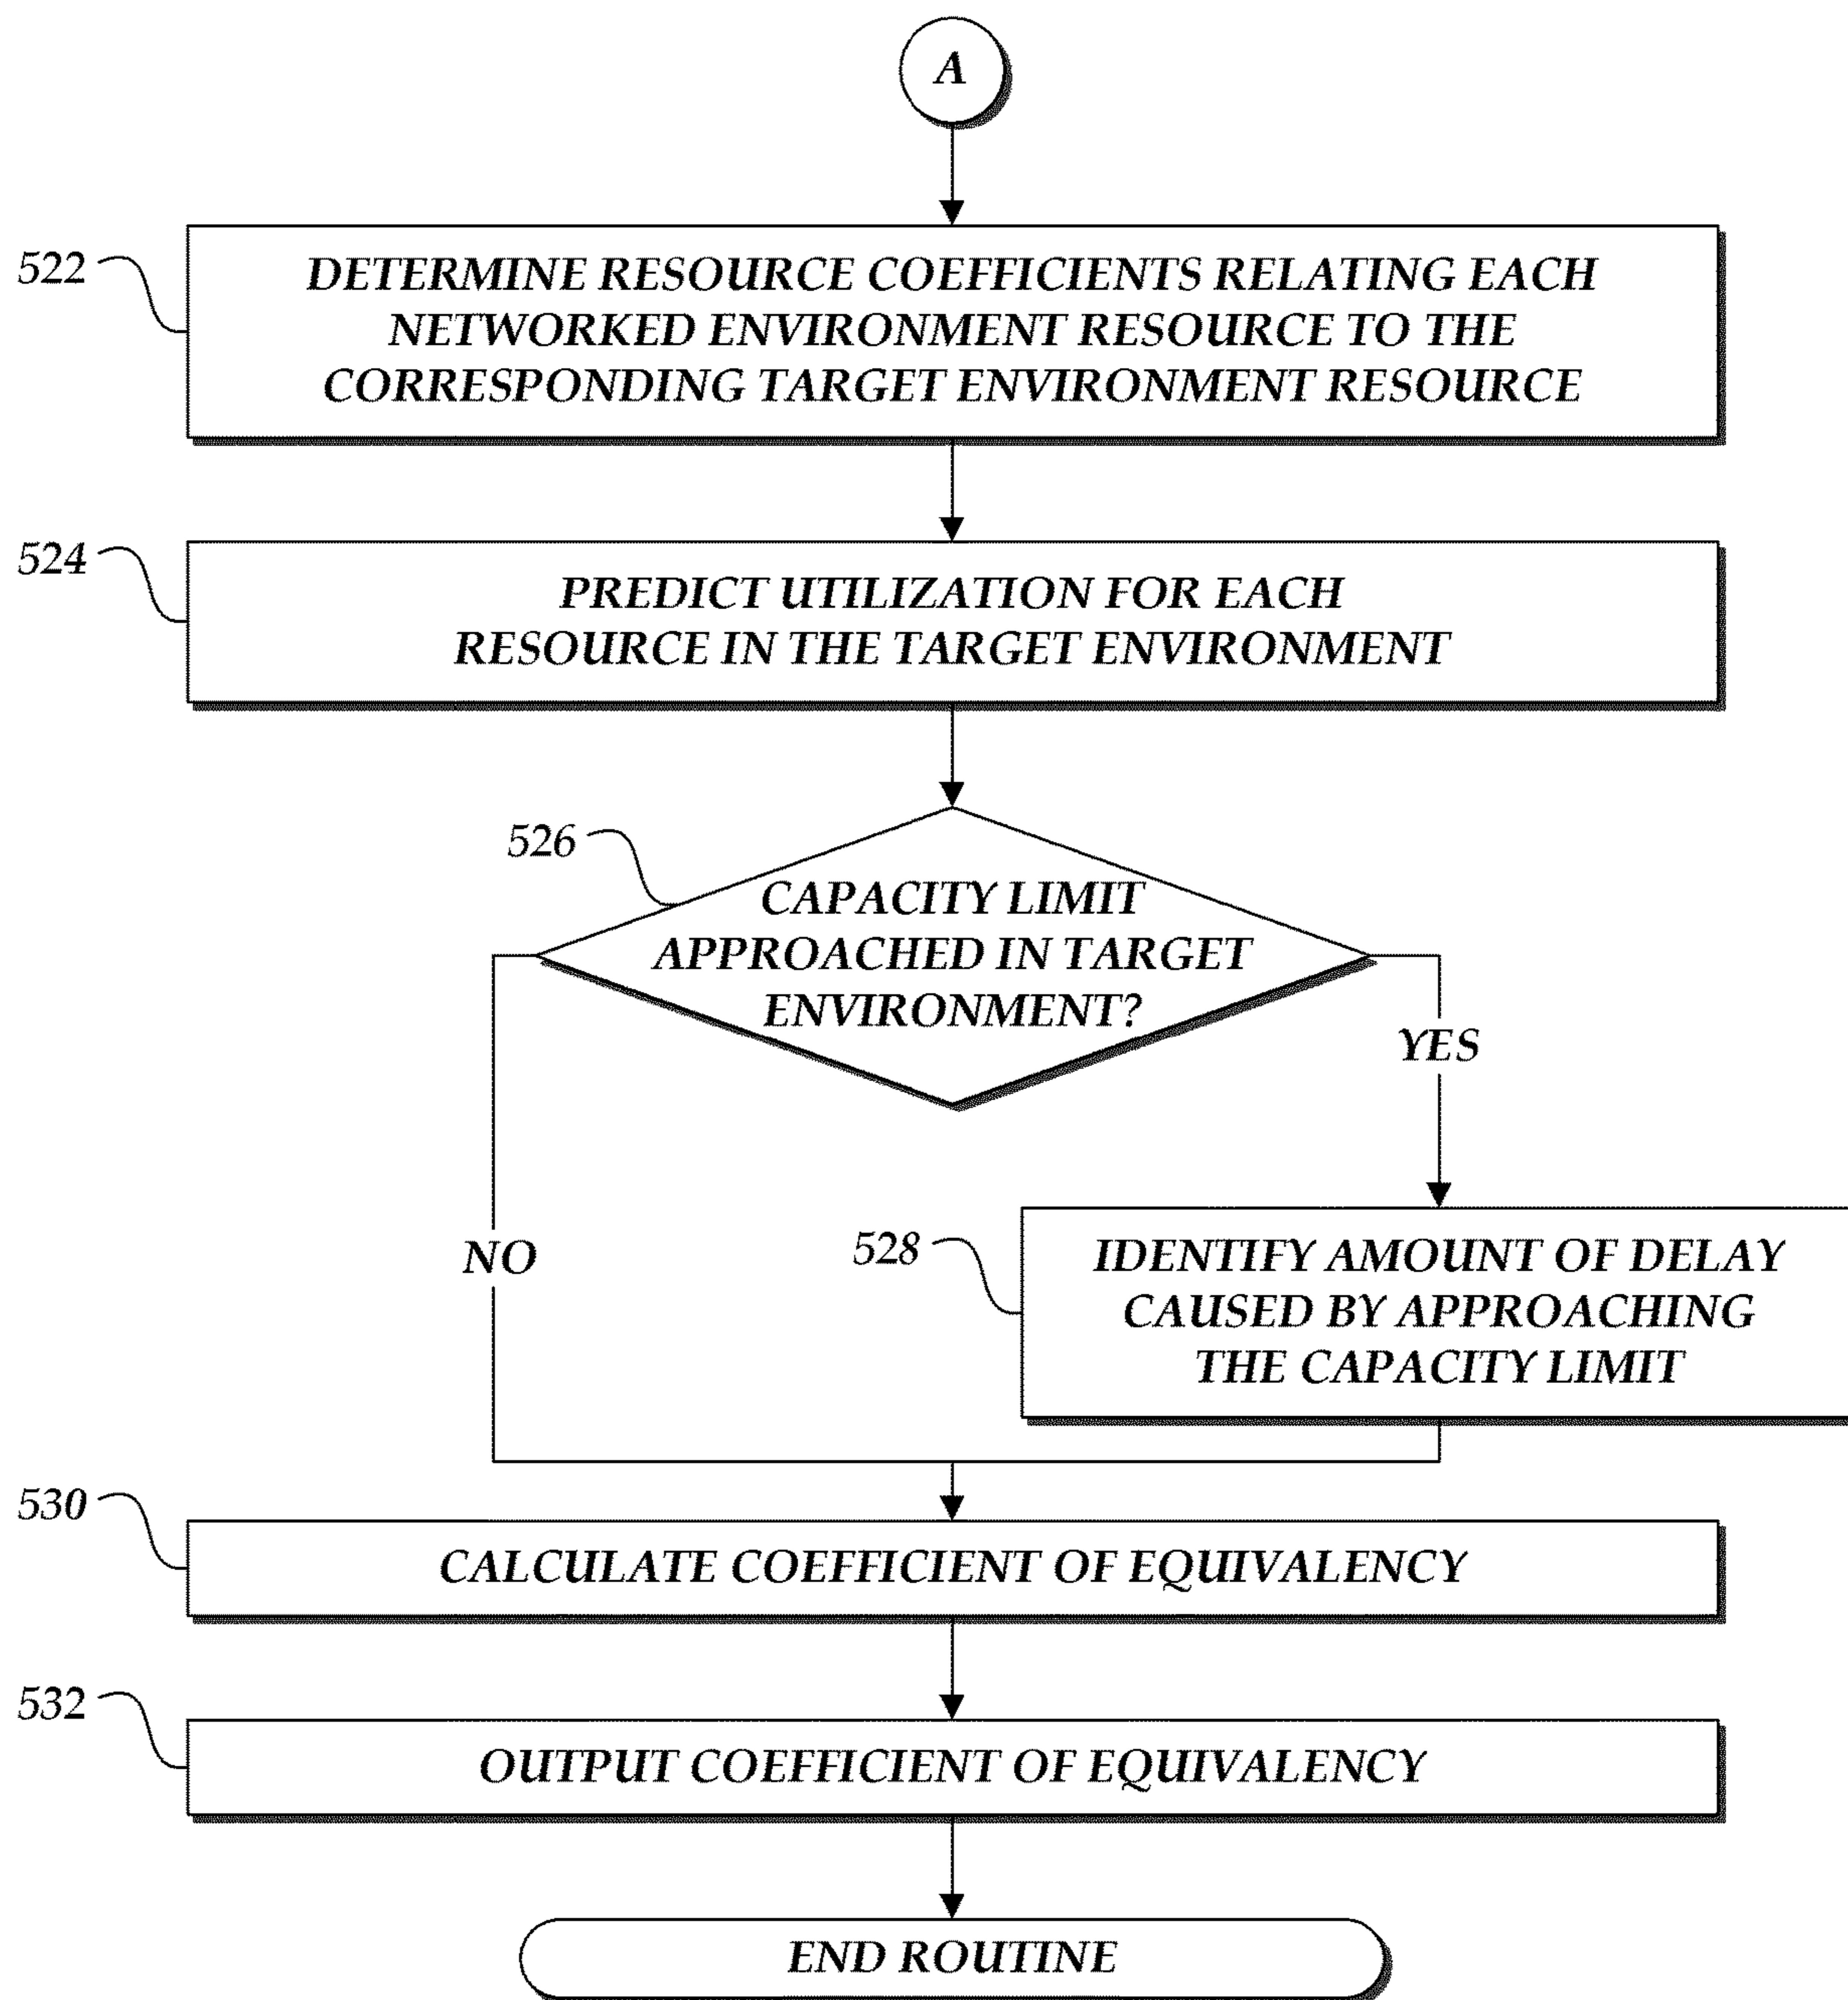 A
522
DETERMINE RESOURCE COEFFICIENTS RELATING EACH
NETWORKED ENVIRONMENT RESOURCE TO THE
CORRESPONDING TARGET ENVIRONMENT RESOURCE
524
PREDICT UTILIZATION FOR EACH
RESOURCE IN THE TARGET ENVIRONMENT
526
CAPACITY LIMIT
APPROACHED IN TARGET
ENVIRONMENT?
YES
NO
528
IDENTIFY AMOUNT OF DELAY
CAUSED BY APPROACHING
THE CAPACITY LIMIT
530
CALCULATE COEFFICIENT OF EQUIVALENCY
532
OUTPUT COEFFICIENT OF EQUIVALENCY
END ROUTINE